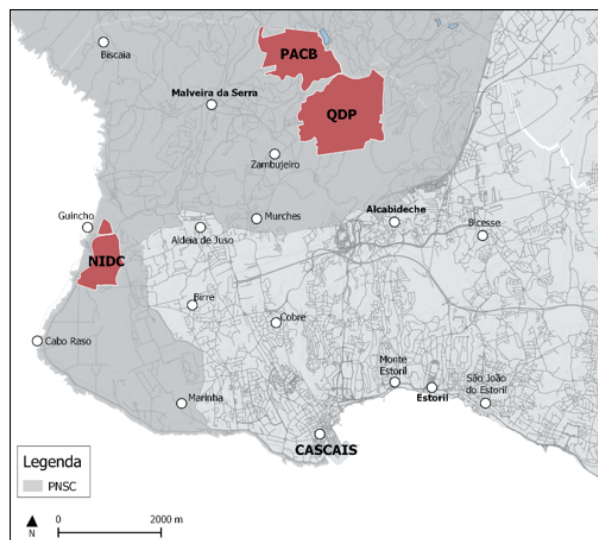 PACB
Biscaia
Malveira da Serra
QDP
Zambujeiro
Guincho
Murches
Alcabideche
Aldeia de Juso
Bicesse
NIDC
Birre
Cobre
Cabo Raso
Monte
Estoril
São João
do Estoril
Estoril
Marinha
CASCAIS
Legenda
PNSC
N
0
2000 m